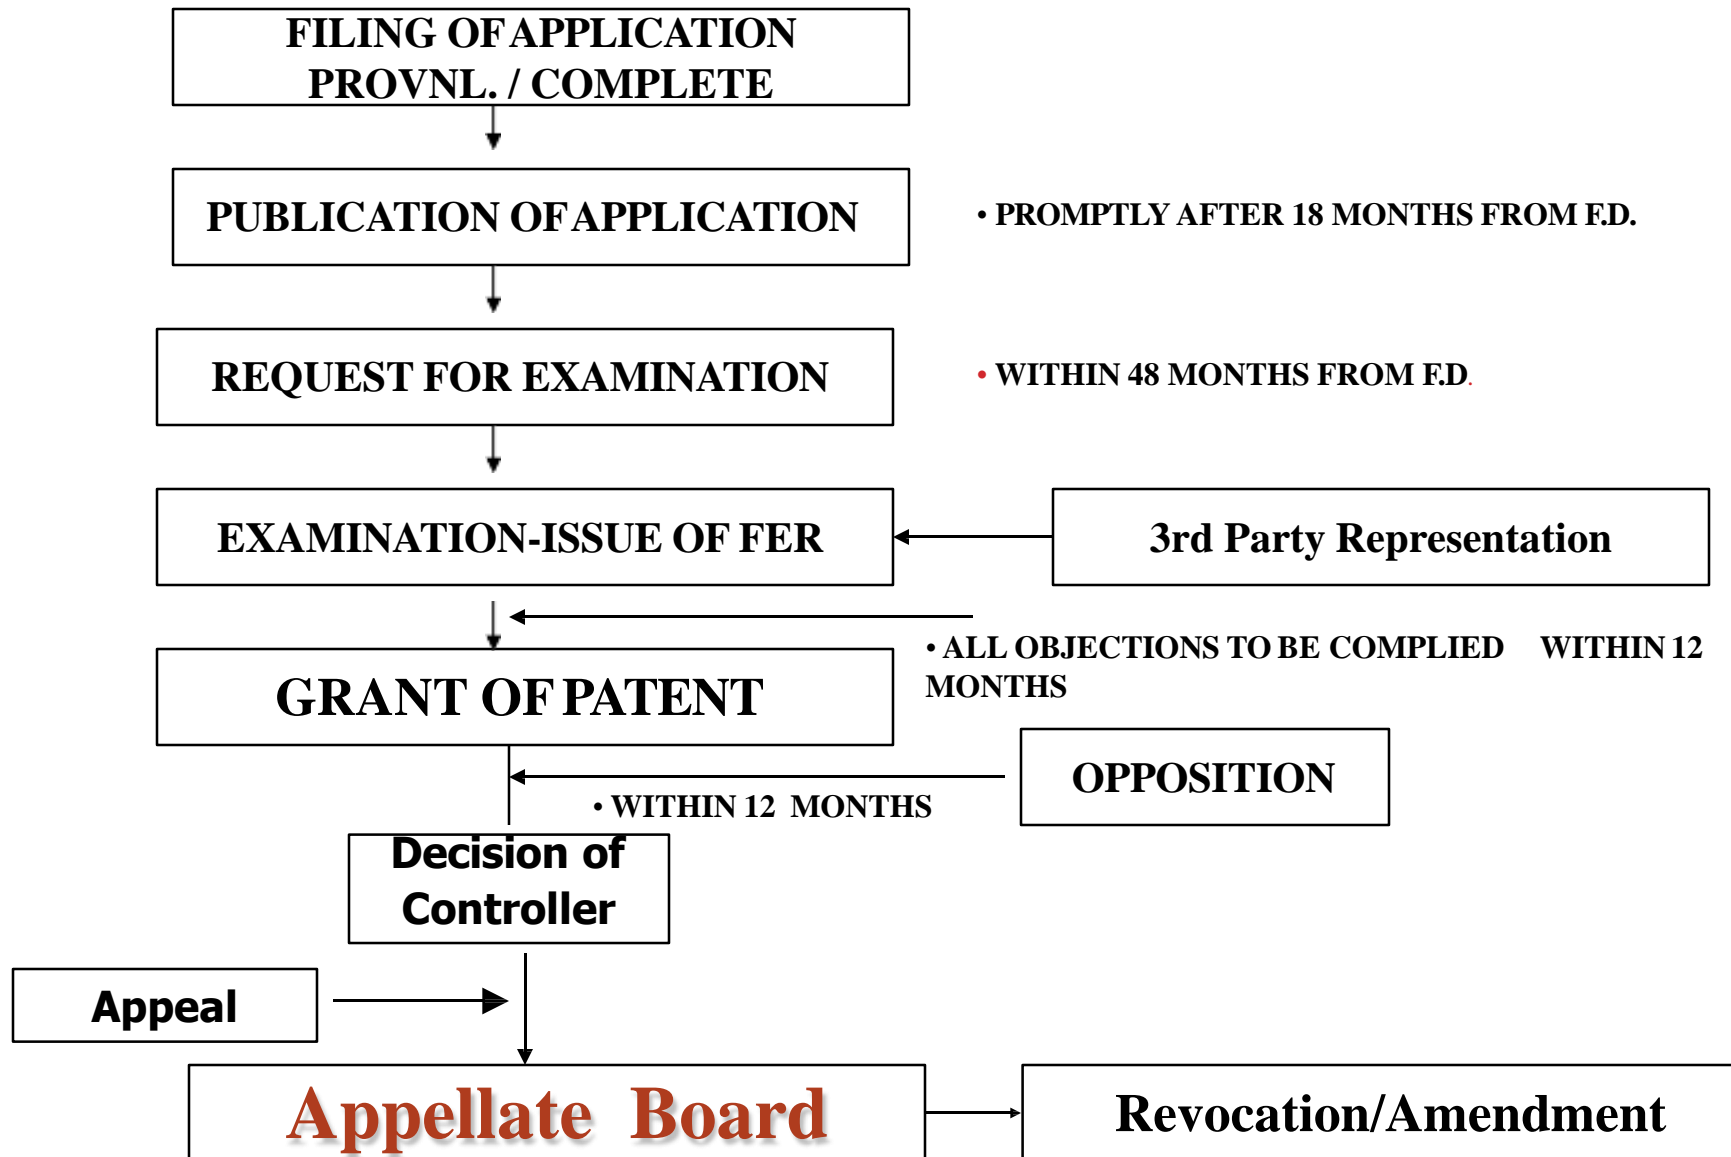 FILING OF APPLICATION
PROVNL. / COMPLETE
PUBLICATION OF APPLICATION
• PROMPTLY AFTER 18 MONTHS FROM F.D.
REQUEST FOR EXAMINATION
• WITHIN 48 MONTHS FROM F.D.
EXAMINATION-ISSUE OF FER
3rd Party Representation
• ALL OBJECTIONS TO BE COMPLIED WITHIN 12
MONTHS
GRANT OF PATENT
OPPOSITION
• WITHIN 12 MONTHS
Decision of
Controller
Appeal
Appellate Board
Revocation/Amendment